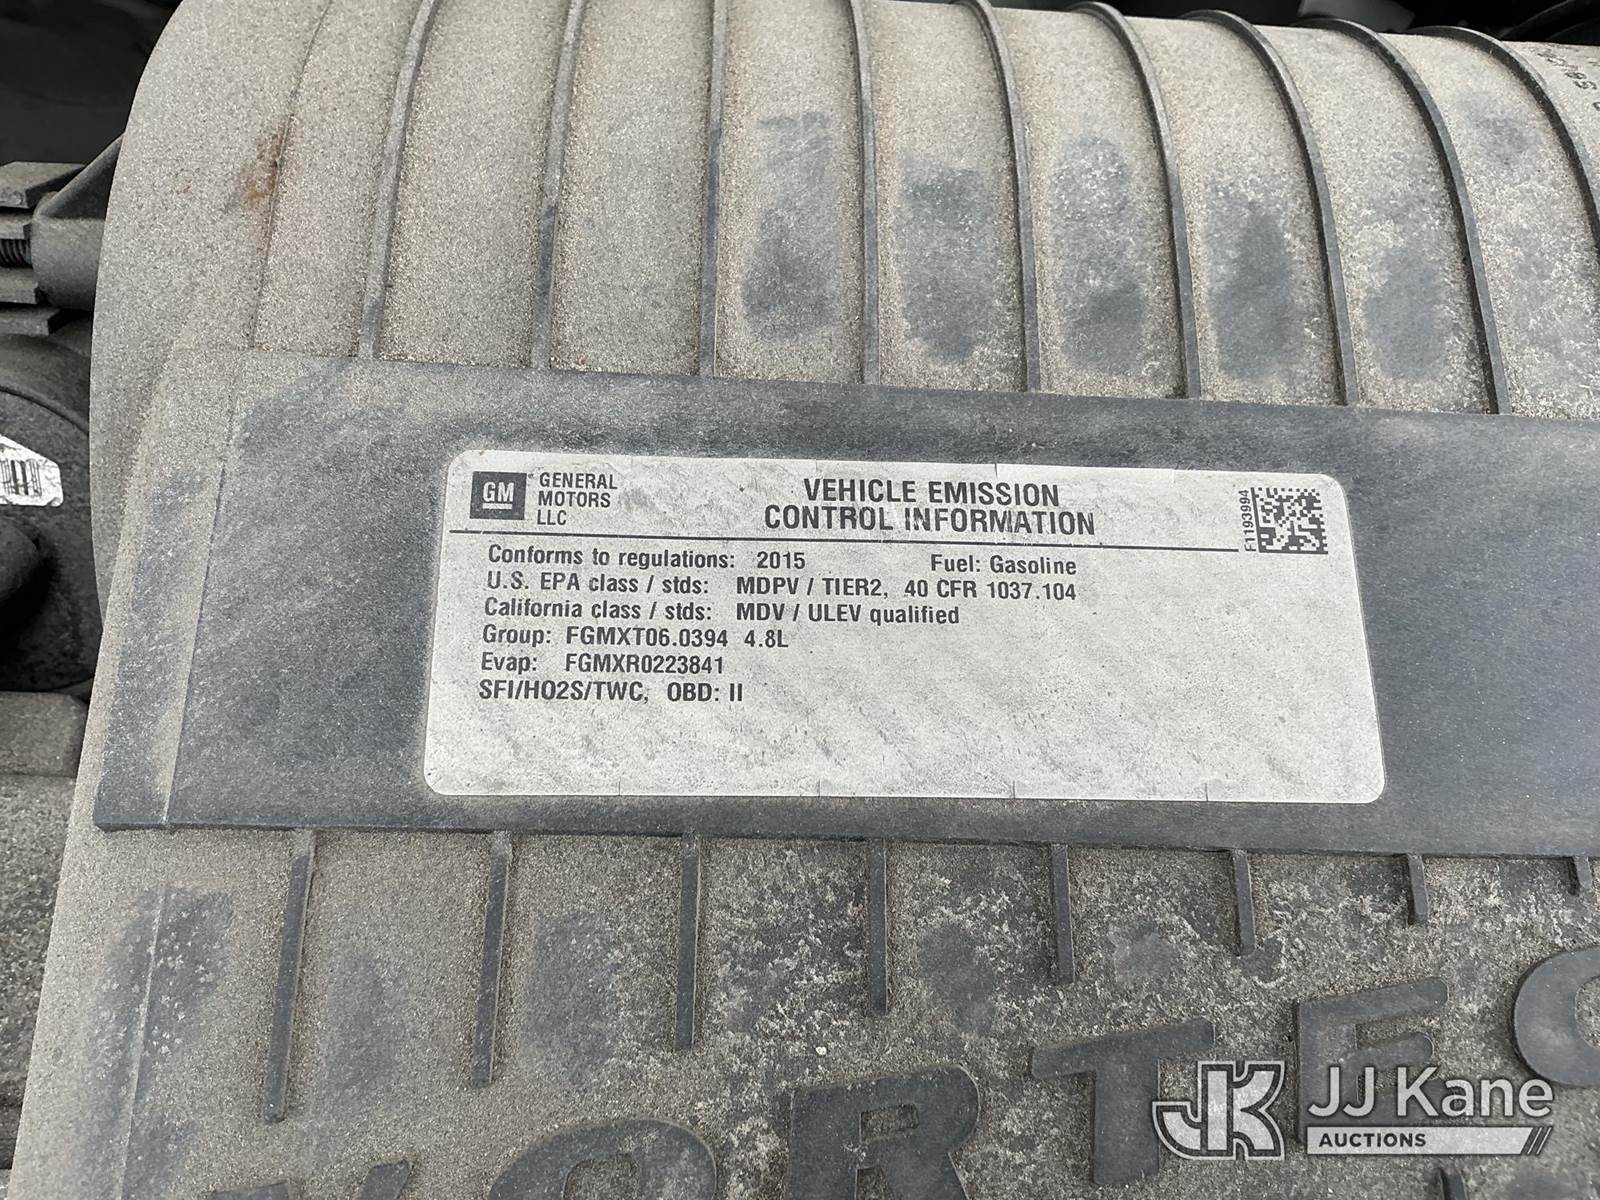 GM GENERAL MOTORS LLC
VEHICLE EMISSION
CONTROL INFORMATION
F1193994
Conforms to regulations: 2015 Fuel: Gasoline
U.S. EPA class / stds: MDPV / TIER2, 40 CFR 1037.104
California class / stds: MDV / ULEV qualified
Group: FGMXT06.0394 4.8L
Evap: FGMXR0223841
SFI/HO2S/TWC, OBD: II
VORTEC
JK JJ Kane
AUCTIONS